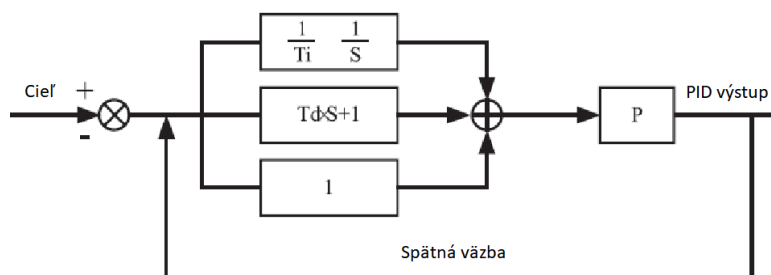 Cieľ
+
-
1 1
Ti S
Td×S+1
1
P
PID výstup
Spätná väzba